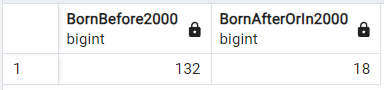 BornBefore2000 BornAfterOrIn2000
bigint bigint
1 132 18